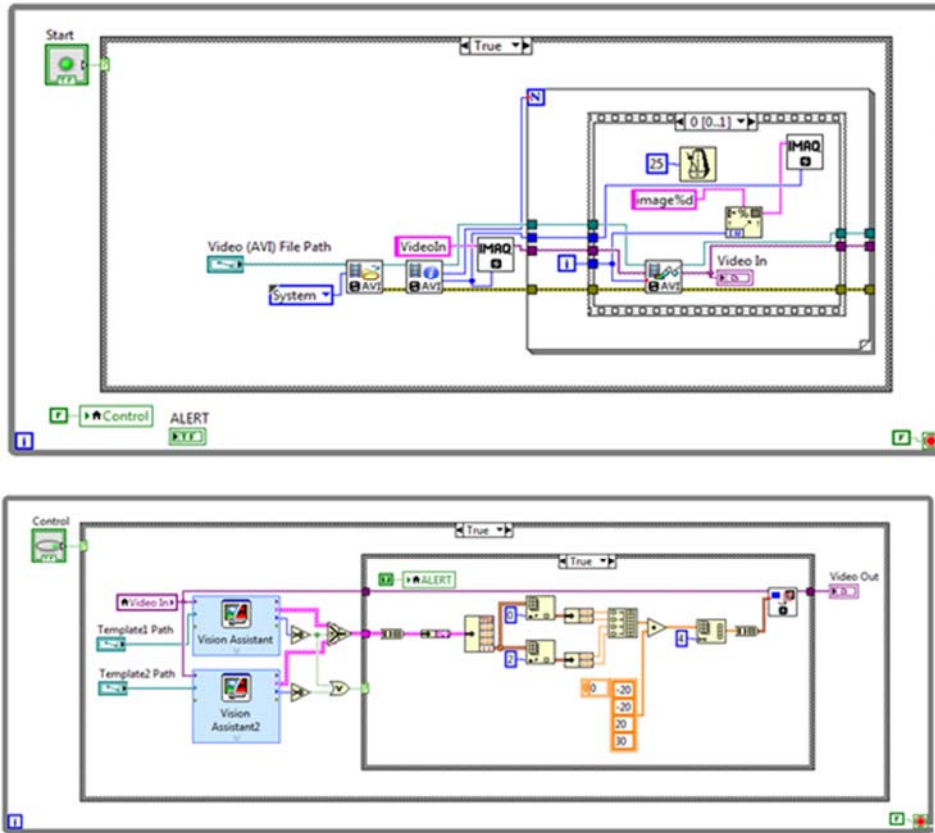 Start
True
N
0 [0..1]
IMAQ
25
image%d
Video (AVI) File Path
VideoIn
IMAQ
i
Video In
AVI
AVI
AVI
System
F
Control
ALERT
TF
i
F
Control
TF
True
True
Video Out
ALERT
Video In
Template1 Path
Vision Assistant
0
4
Template2 Path
2
Vision
Assistant2
0
-20
-20
20
30
i
F